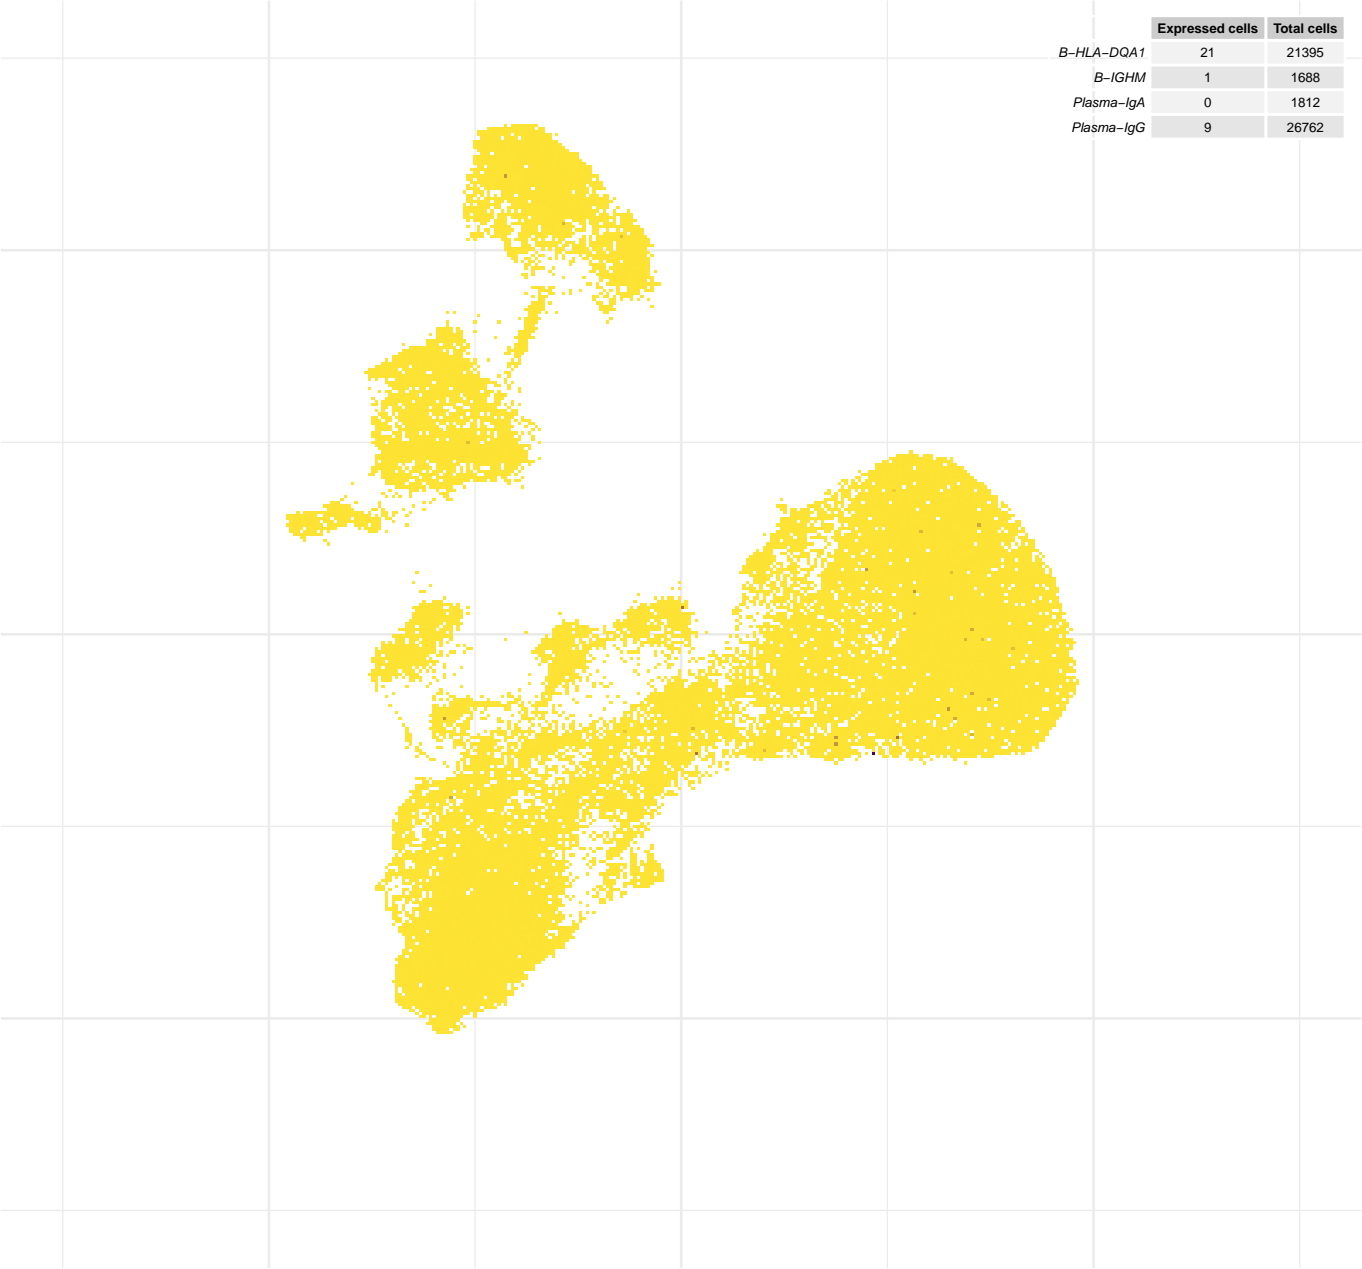 Expressed cells Total cells
B−HLA−DQA1 21 21395
B−IGHM 1 1688
Plasma−IgA 0 1812
Plasma−IgG 9 26762